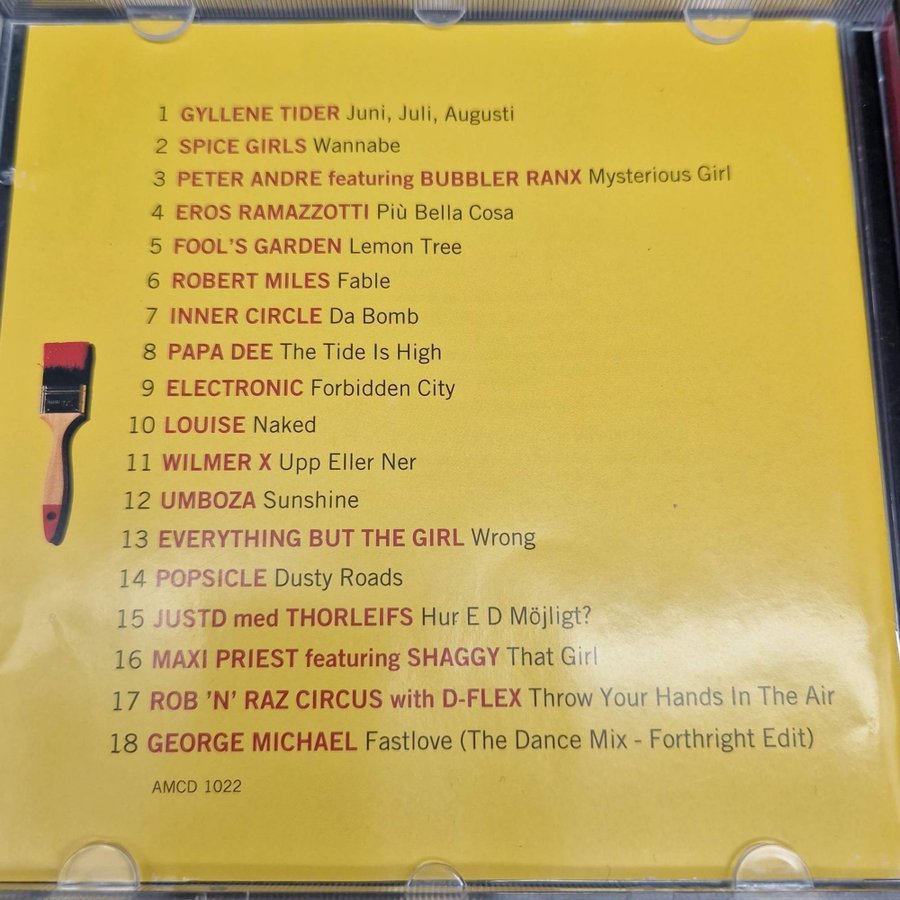 1 GYLLENE TIDER Juni, Juli, Augusti
2 SPICE GIRLS Wannabe
3 PETER ANDRE featuring BUBBLER RANX Mysterious Girl
4 EROS RAMAZZOTTI Più Bella Cosa
5 FOOL'S GARDEN Lemon Tree
6 ROBERT MILES Fable
7 INNER CIRCLE Da Bomb
8 PAPA DEE The Tide Is High
9 ELECTRONIC Forbidden City
10 LOUISE Naked
11 WILMER X Upp Eller Ner
12 UMBOZA Sunshine
13 EVERYTHING BUT THE GIRL Wrong
14 POPSICLE Dusty Roads
15 JUSTD med THORLEIFS Hur E D Möjligt?
16 MAXI PRIEST featuring SHAGGY That Girl
17 ROB 'N' RAZ CIRCUS with D-FLEX Throw Your Hands In The Air
18 GEORGE MICHAEL Fastlove (The Dance Mix - Forthright Edit)
AMCD 1022